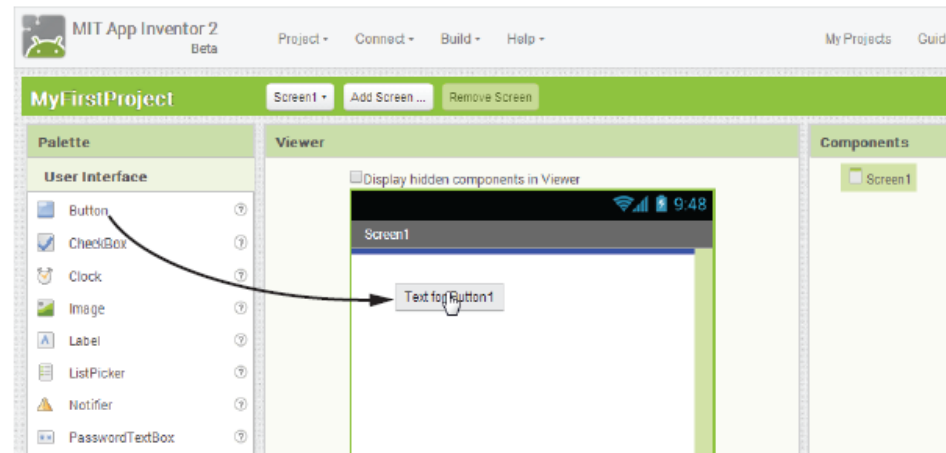 MIT App Inventor 2
Beta
Project
Connect
Build
Help
My Projects
Guid
MyFirstProject
Screen1
Add Screen ...
Remove Screen
Palette
Viewer
Components
User Interface
Display hidden components in Viewer
Screen1
Button
9:48
CheckBox
Screen1
Clock
Text for Button1
Image
Label
ListPicker
Notifier
PasswordTextBox